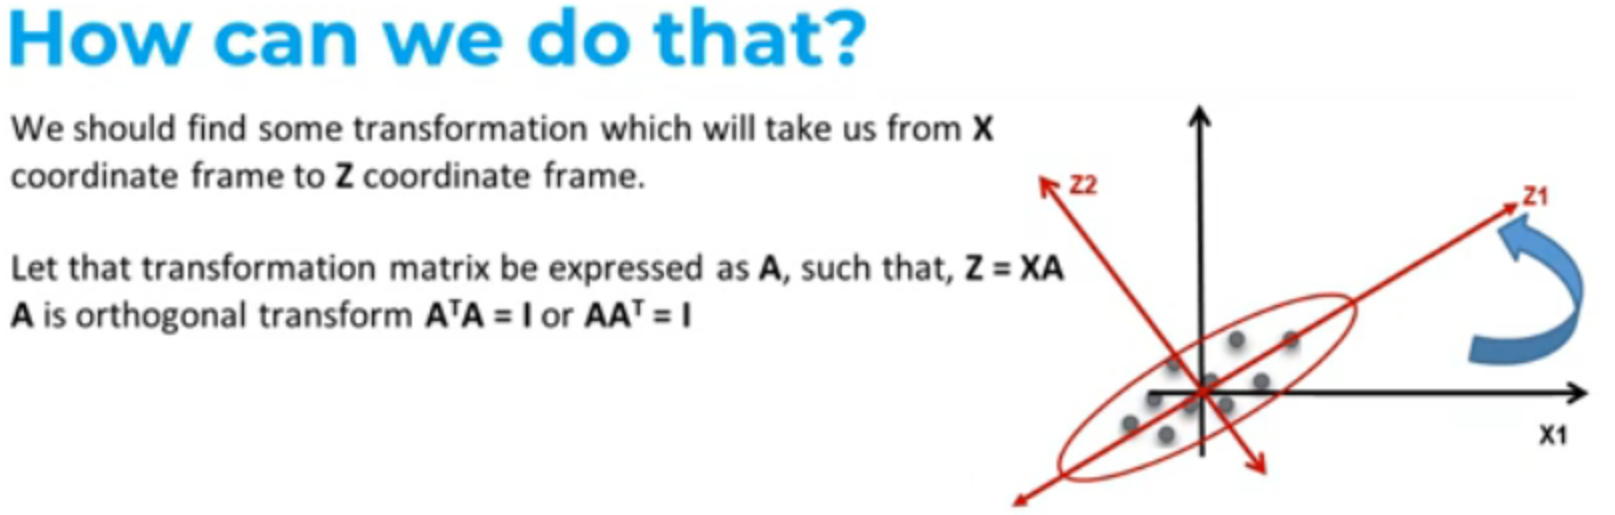 How can we do that?
We should find some transformation which will take us from X
coordinate frame to Z coordinate frame.
Let that transformation matrix be expressed as A, such that, Z = XA
A is orthogonal transform AᵀA = I or AAᵀ = I
Z2
Z1
X1